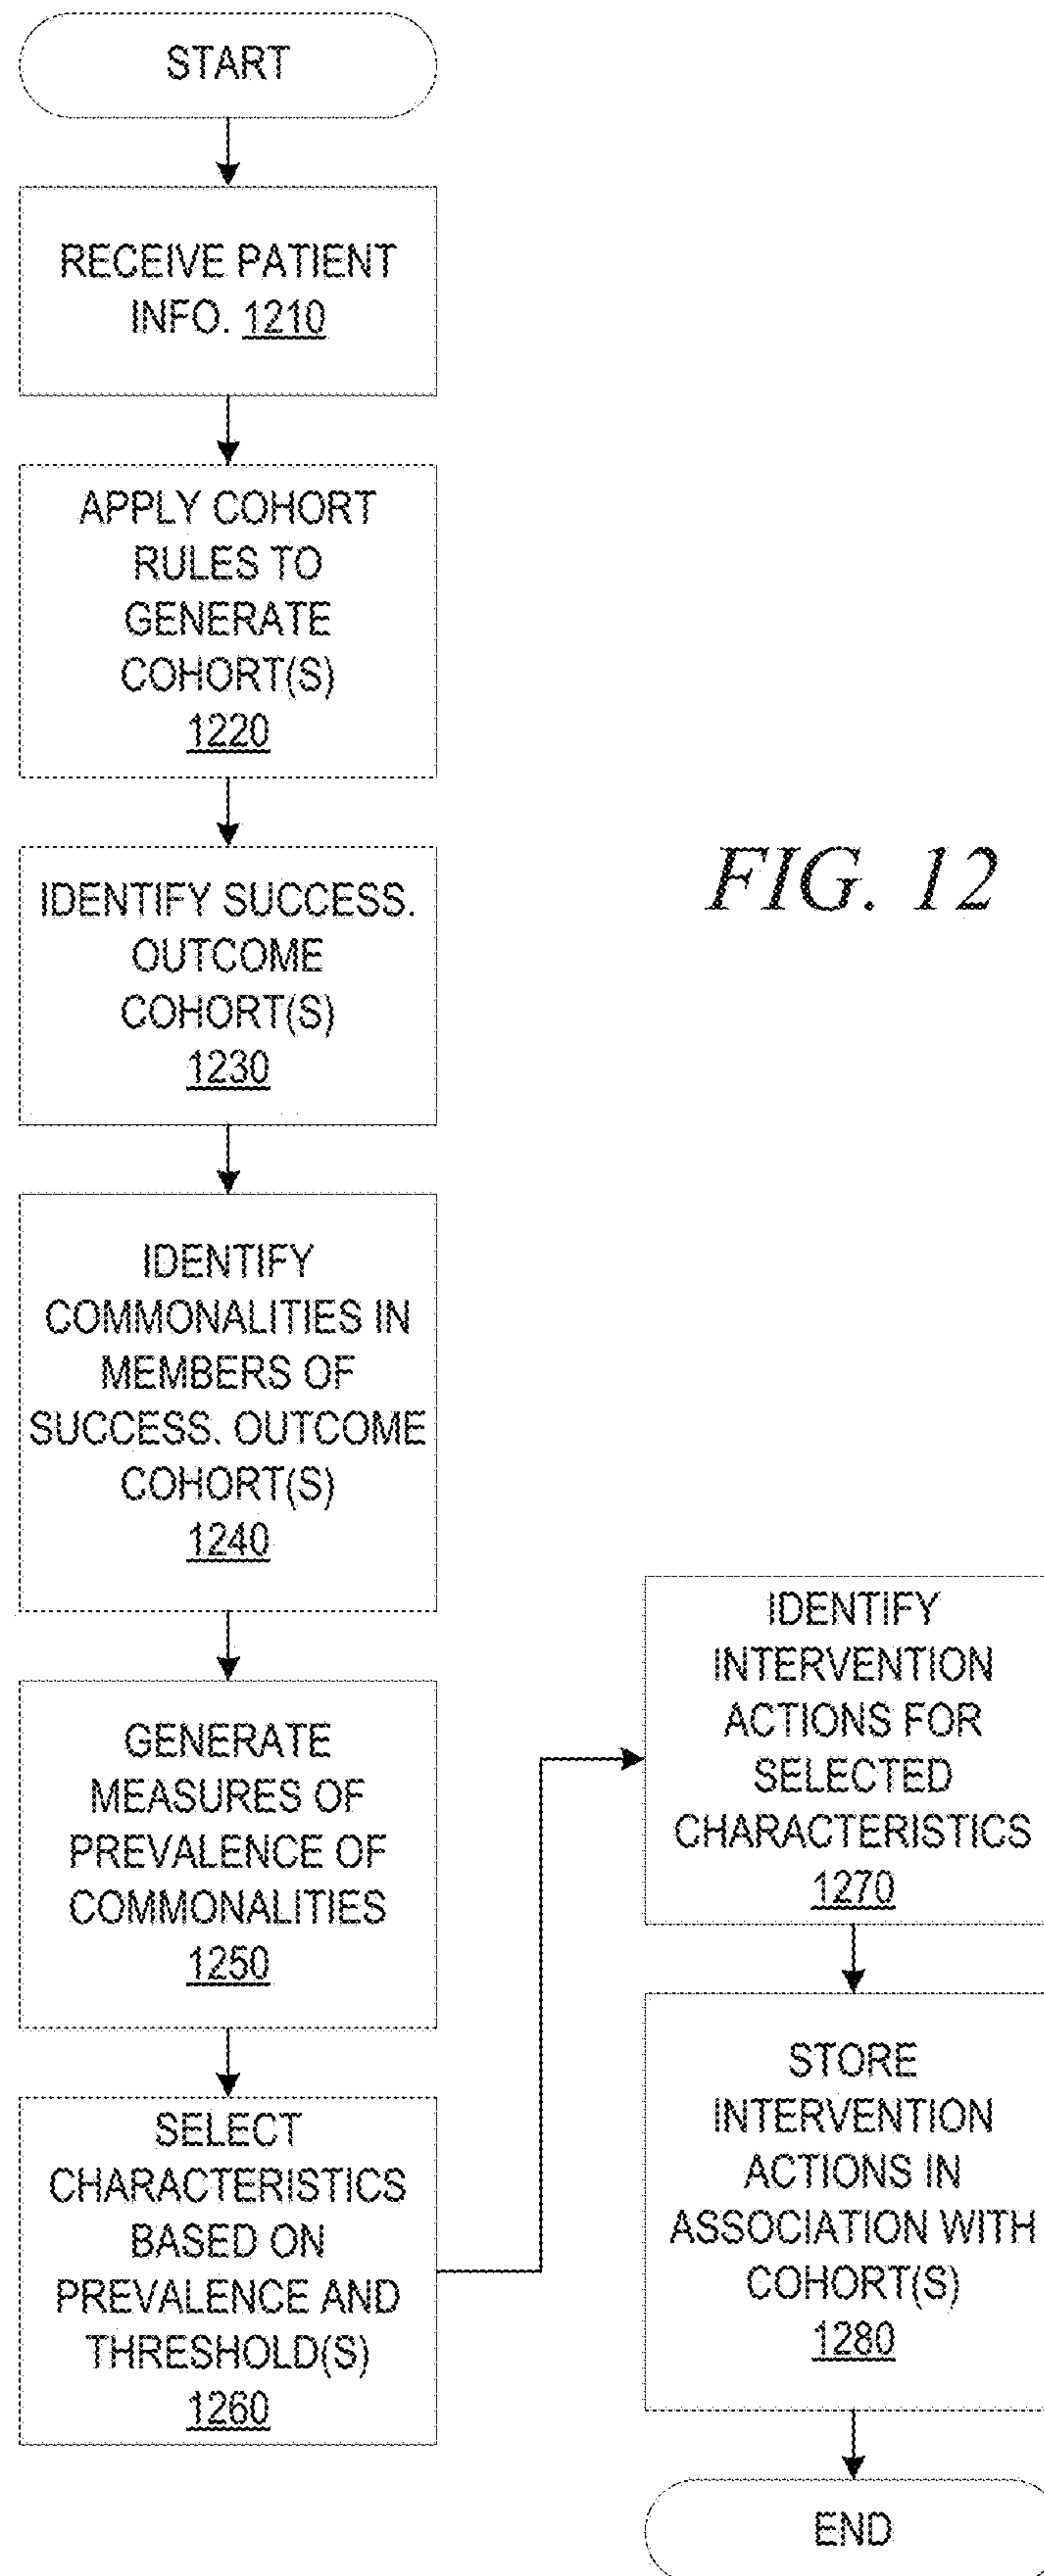 START
RECEIVE PATIENT
INFO. 1210
APPLY COHORT
RULES TO
GENERATE
COHORT(S)
1220
IDENTIFY SUCCESS.
OUTCOME
COHORT(S)
1230
FIG. 12
IDENTIFY
COMMONALITIES IN
MEMBERS OF
SUCCESS. OUTCOME
COHORT(S)
1240
GENERATE
MEASURES OF
PREVALENCE OF
COMMONALITIES
1250
SELECT
CHARACTERISTICS
BASED ON
PREVALENCE AND
THRESHOLD(S)
1260
IDENTIFY
INTERVENTION
ACTIONS FOR
SELECTED
CHARACTERISTICS
1270
STORE
INTERVENTION
ACTIONS IN
ASSOCIATION WITH
COHORT(S)
1280
END